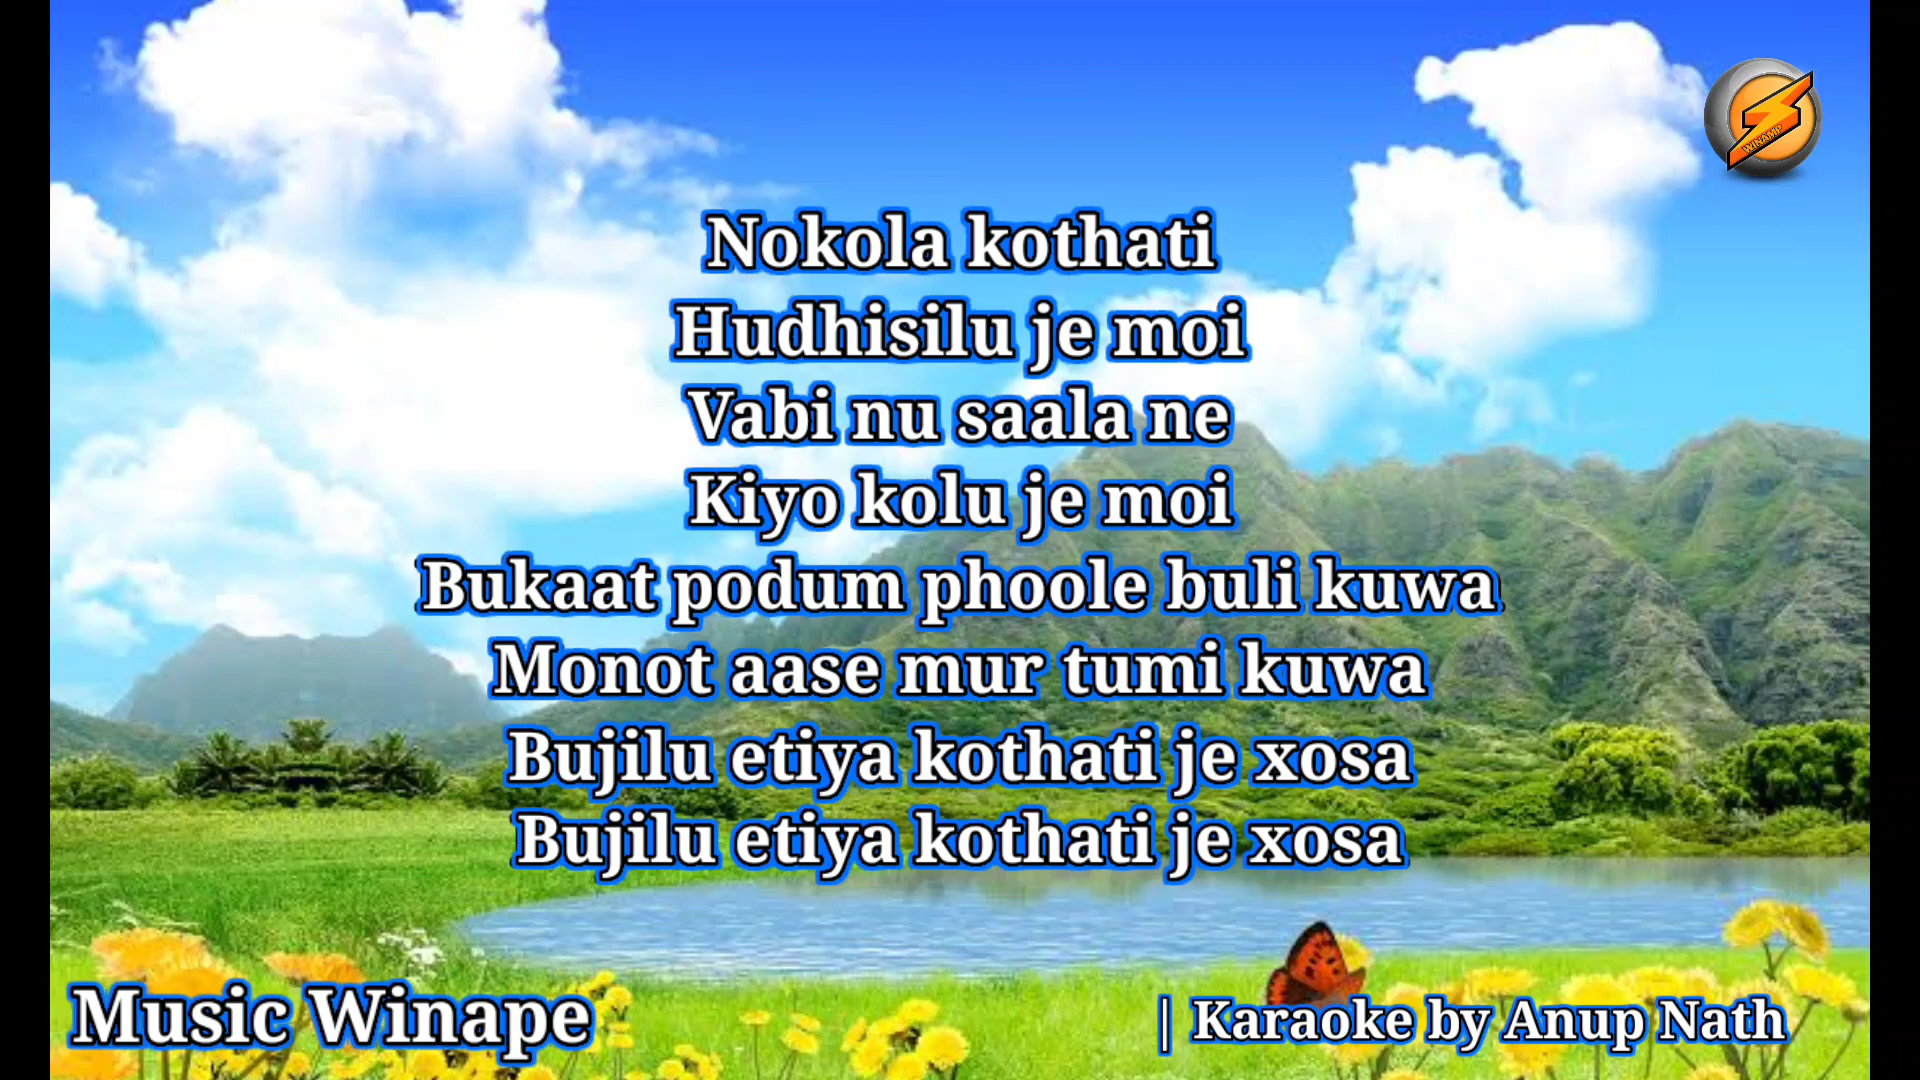 WINAMP
Nokola kothati
Hudhisilu je moi
Vabi nu saala ne
Kiyo kolu je moi
Bukaat podum phoole buli kuwa
Monot aase mur tumi kuwa
Bujilu etiya kothati je xosa
Bujilu etiya kothati je xosa
Music Winape
| Karaoke by Anup Nath